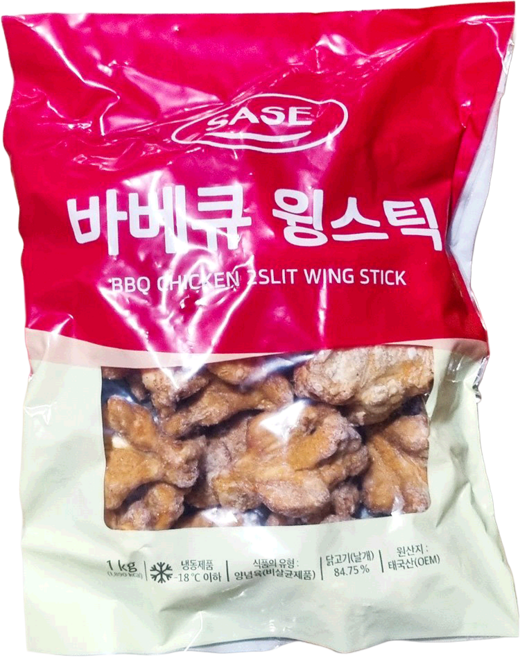 SASE
바베큐 윙스틱
BBQ CHICKEN 2SLIT WING STICK
1 kg
냉동제품
-18℃ 이하
식품의 유형 :
양념육(비살균제품)
닭고기(날개)
84.75 %
원산지 :
태국산(OEM)